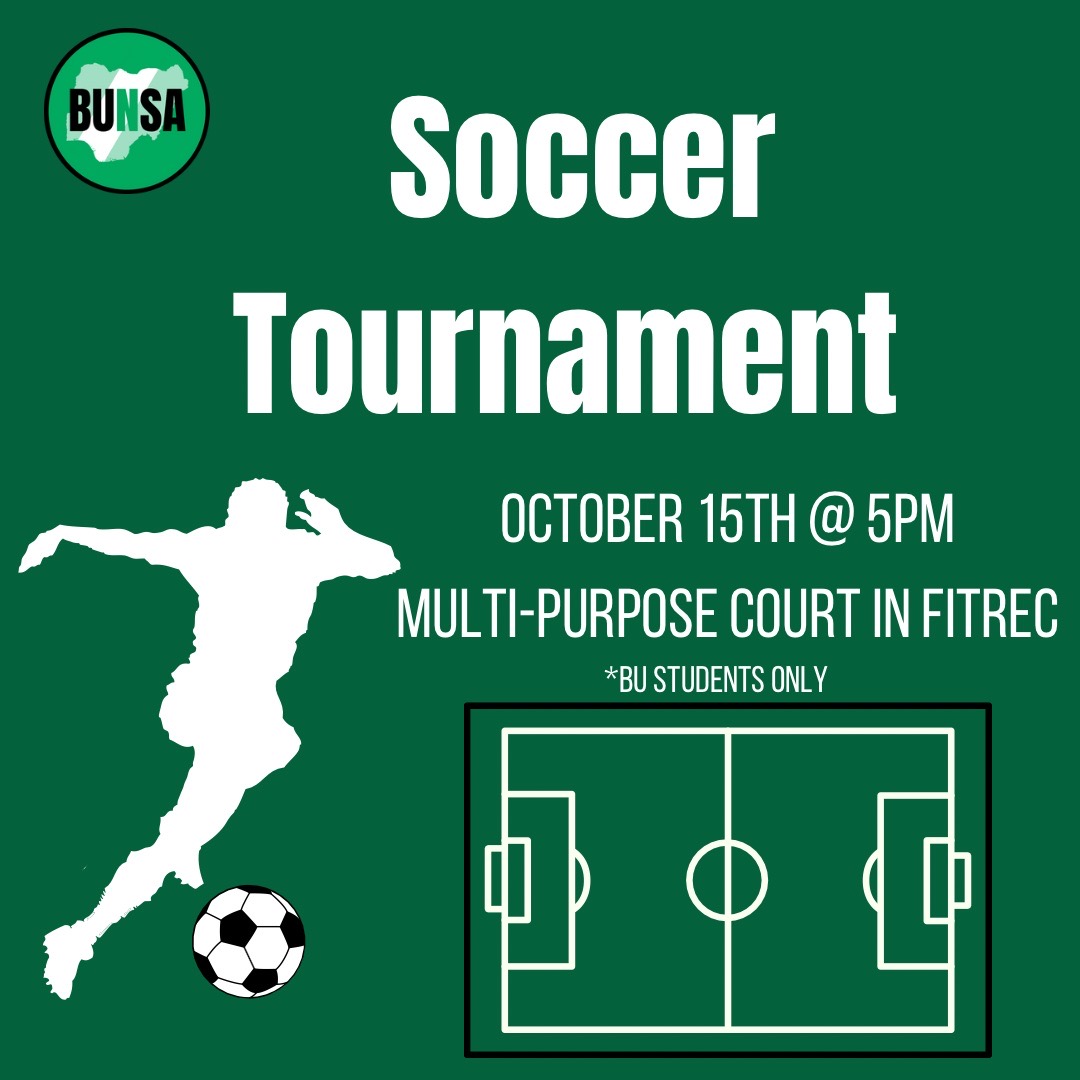 BUNSA
Soccer
Tournament
OCTOBER 15TH @ 5PM
MULTI-PURPOSE COURT IN FITREC
*BU STUDENTS ONLY